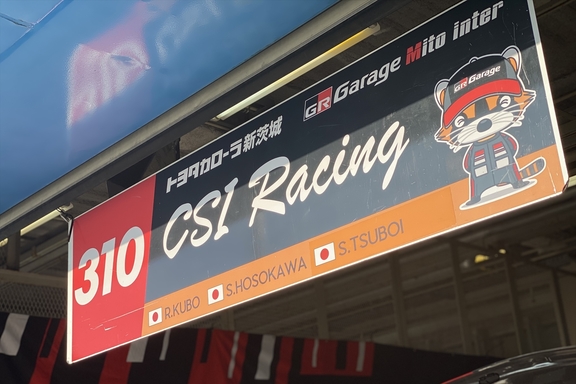 GR Garage Mito inter
トヨタカローラ新茨城
CSI Racing
310
R.KUBO S.HOSOKAWA S.TSUBOI
GR Garage